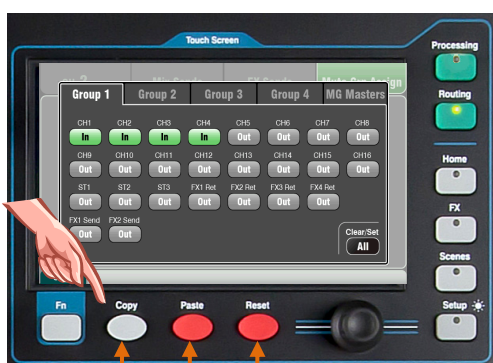 Touch Screen
Processing
Mute Grp Assign
Group 1 Group 2 Group 3 Group 4 MG Masters
Routing
CH1 CH2 CH3 CH4 CH5 CH6 CH7 CH8
In In In In Out Out Out Out
CH9 CH10 CH11 CH12 CH13 CH14 CH15 CH16
Out Out Out Out Out Out Out Out
Home
ST1 ST2 ST3 FX1 Ret FX2 Ret FX3 Ret FX4 Ret
Out Out Out Out Out Out Out
FX
FX1 Send FX2 Send
Out Out
Clear/Set
All
Scenes
Fn Copy Paste Reset Setup